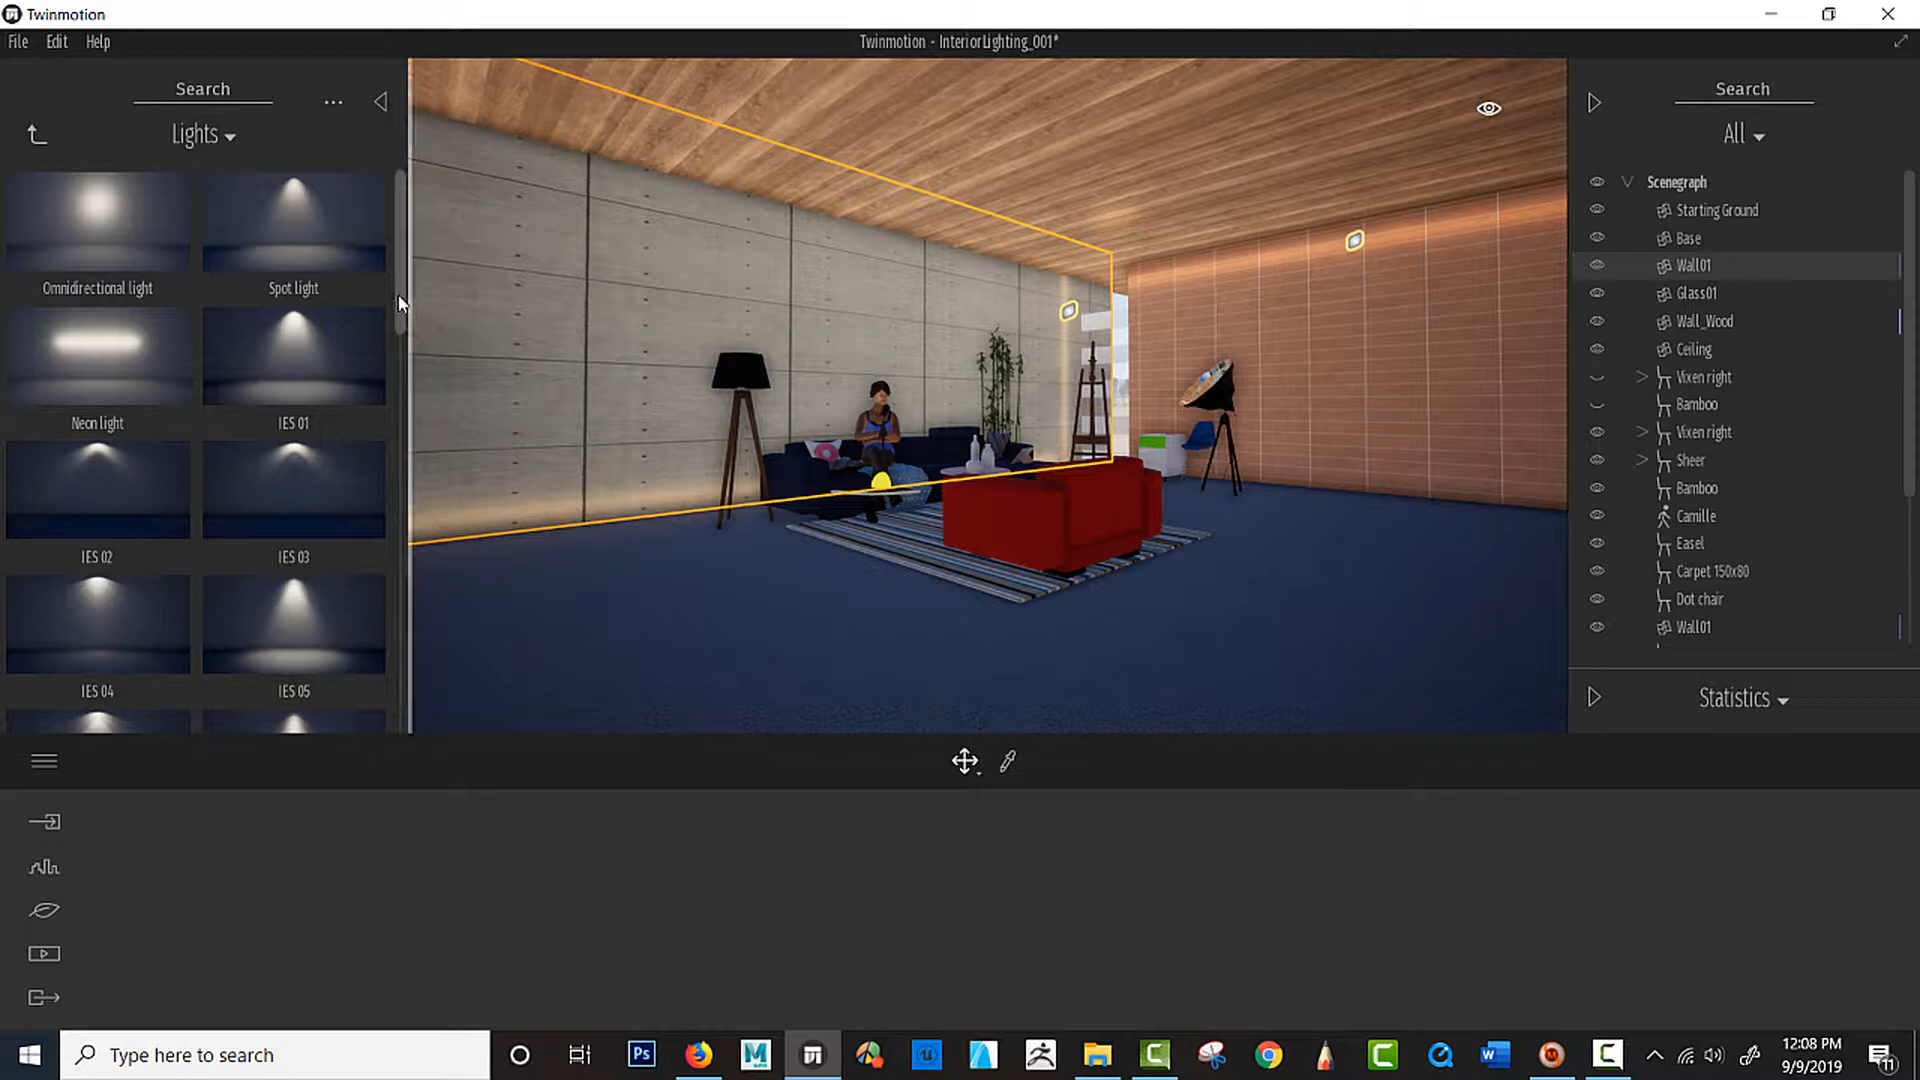 Twinmotion
File Edit Help
Twinmotion - InteriorLighting_001*
Search
...
Lights
Omnidirectional light
Spot light
Neon light
IES 01
IES 02
IES 03
IES 04
IES 05
Search
All
Scenegraph
Starting Ground
Base
Wall01
Glass01
Wall_Wood
Ceiling
Vixen right
Bamboo
Vixen right
Sheer
Bamboo
Camille
Easel
Carpet 150x80
Dot chair
Wall01
Statistics
Type here to search
Ps
M
W
12:08 PM
9/9/2019
11